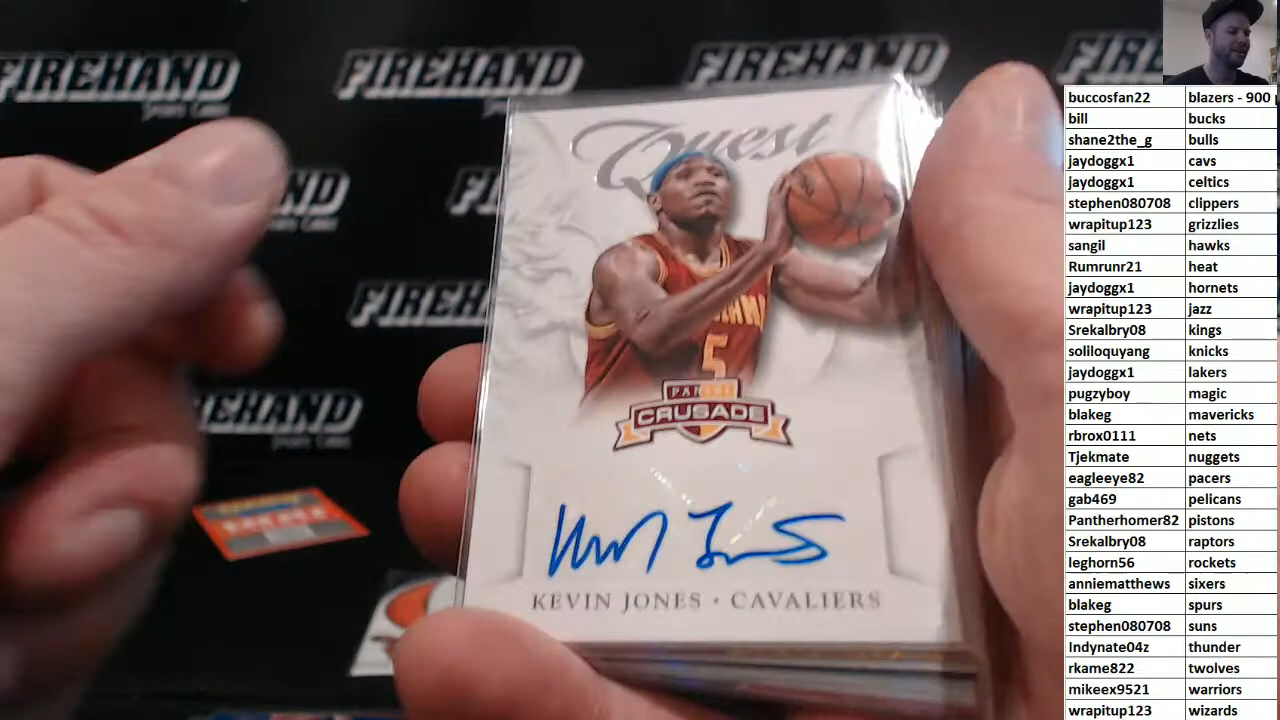 FIREHAND
FIREHAND
FIREHAND
FIREHAND
Quest
5
PANINI
CRUSADE
KEVIN JONES • CAVALIERS
buccosfan22 blazers - 900
bill bucks
shane2the_g bulls
jaydoggx1 cavs
jaydoggx1 celtics
stephen080708 clippers
wrapitup123 grizzlies
sangil hawks
Rumrunr21 heat
jaydoggx1 hornets
wrapitup123 jazz
Srekalbry08 kings
soliloquyang knicks
jaydoggx1 lakers
pugzyboy magic
blakeg mavericks
rbrox0111 nets
Tjekmate nuggets
eagleeye82 pacers
gab469 pelicans
Pantherhomer82 pistons
Srekalbry08 raptors
leghorn56 rockets
anniematthews sixers
blakeg spurs
stephen080708 suns
Indynate04z thunder
rkame822 twolves
mikeex9521 warriors
wrapitup123 wizards